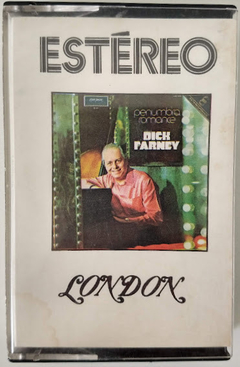 ESTÉREO
penumbra
romance
DICK
FARNEY
LONDON